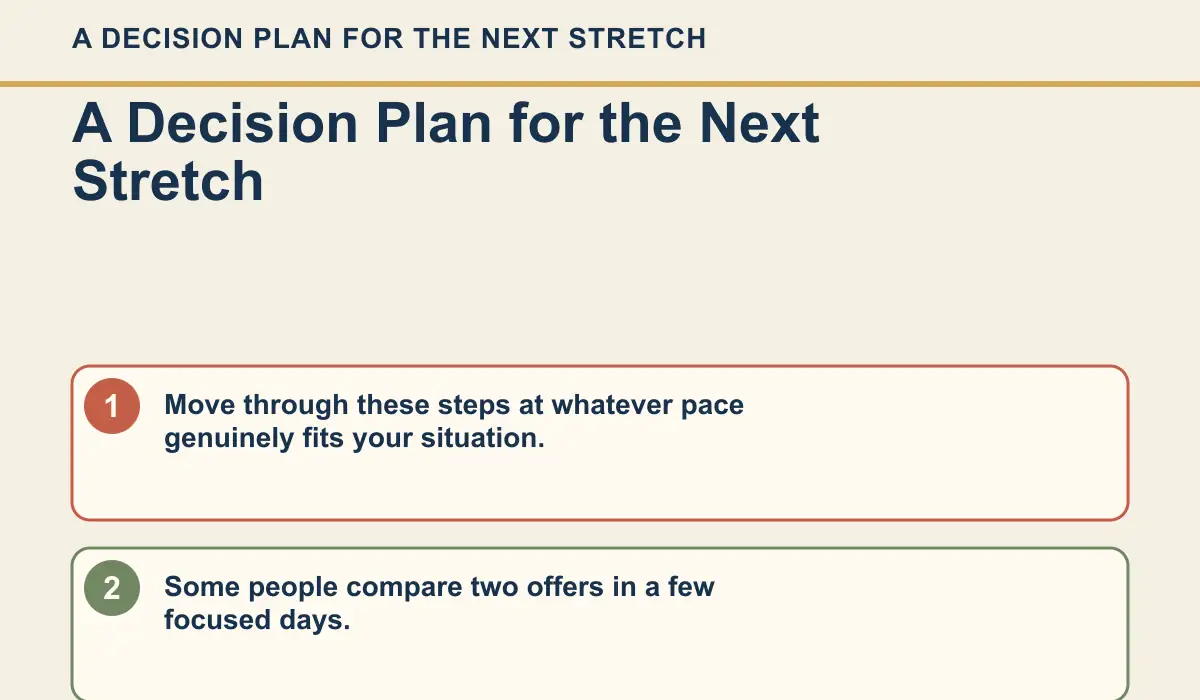 A DECISION PLAN FOR THE NEXT STRETCH
A Decision Plan for the Next
Stretch
1
Move through these steps at whatever pace
genuinely fits your situation.
2
Some people compare two offers in a few
focused days.